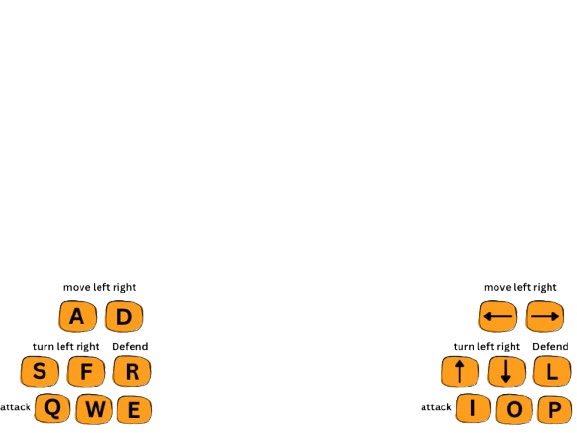 move left right
A D
turn left right Defend
S F R
attack Q W E
move left right
← →
turn left right Defend
↑ ↓ L
attack I O P